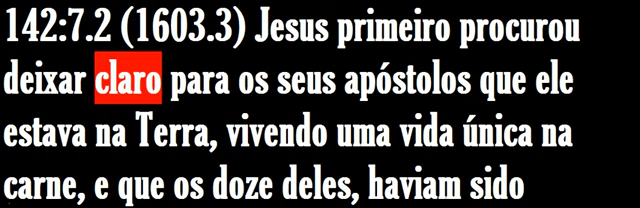 142:7.2 (1603.3) Jesus primeiro procurou
deixar claro para os seus apóstolos que ele
estava na Terra, vivendo uma vida única na
carne, e que os doze deles, haviam sido